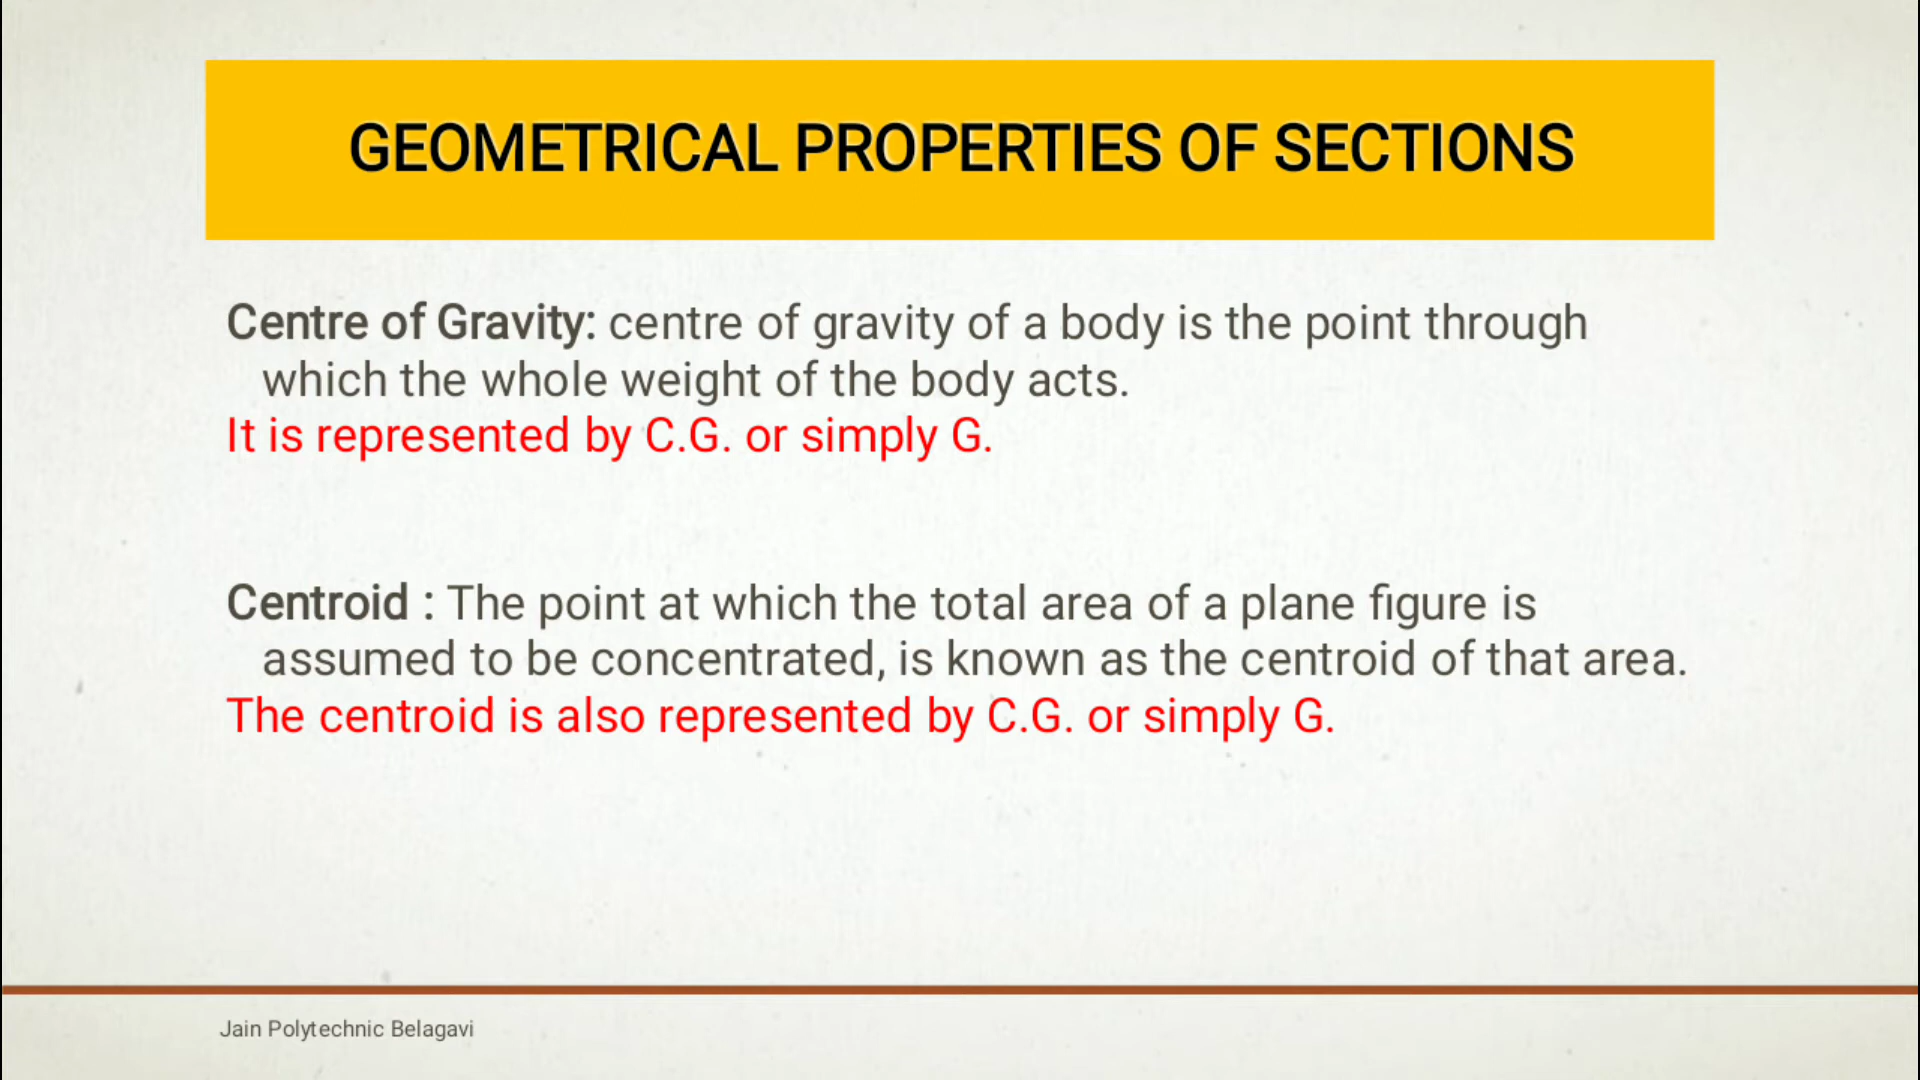 GEOMETRICAL PROPERTIES OF SECTIONS
Centre of Gravity: centre of gravity of a body is the point through
which the whole weight of the body acts.
It is represented by C.G. or simply G.
Centroid : The point at which the total area of a plane figure is
assumed to be concentrated, is known as the centroid of that area.
The centroid is also represented by C.G. or simply G.
Jain Polytechnic Belagavi